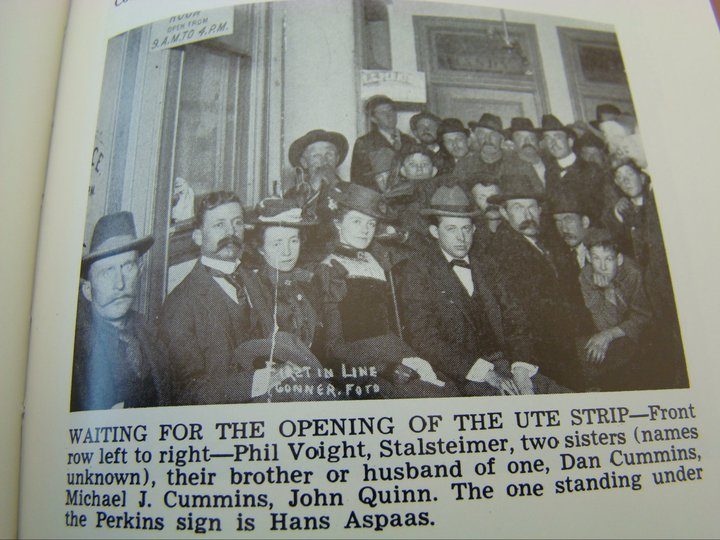 OPEN FROM
9 A.M. TO 4 P.M.
FIRST IN LINE
GONNER, FOTO
WAITING FOR THE OPENING OF THE UTE STRIP—Front
row left to right—Phil Voight, Stalsteimer, two sisters (names
unknown), their brother or husband of one, Dan Cummins,
Michael J. Cummins, John Quinn. The one standing under
the Perkins sign is Hans Aspaas.